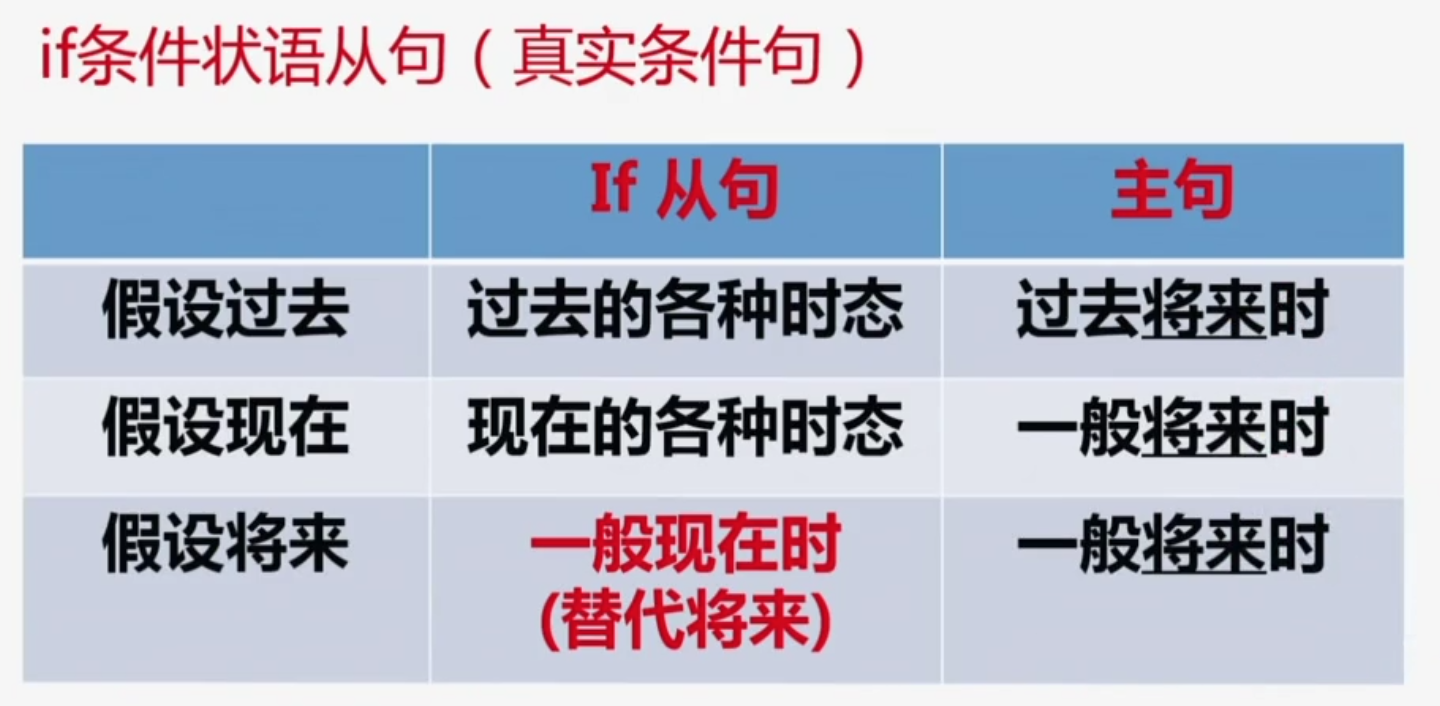 if条件状语从句（真实条件句）
If 从句 主句
假设过去 过去的各种时态 过去将来时
假设现在 现在的各种时态 一般将来时
假设将来 一般现在时 一般将来时
(替代将来)